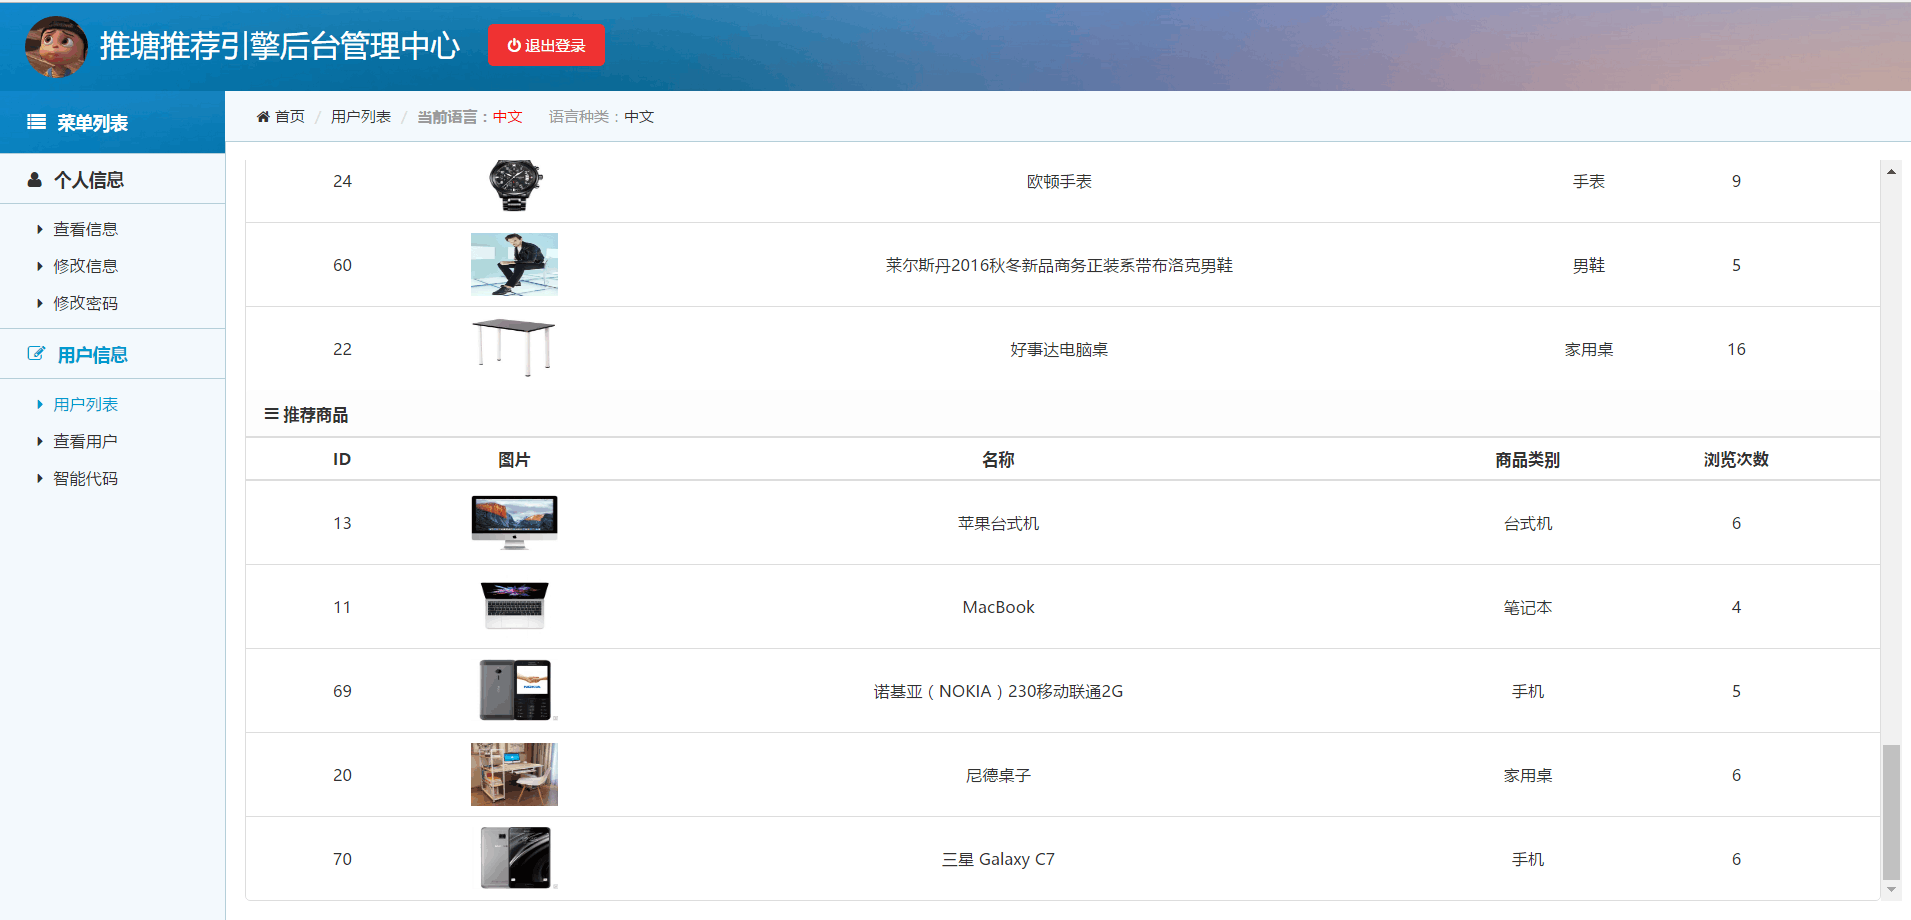 推塘推荐引擎后台管理中心
退出登录
菜单列表
个人信息
查看信息
修改信息
修改密码
用户信息
用户列表
查看用户
智能代码
首页 / 用户列表 / 当前语言：中文 语言种类：中文
24 欧顿手表 手表 9
60 莱尔斯丹2016秋冬新品商务正装系带布洛克男鞋 男鞋 5
22 好事达电脑桌 家用桌 16
推荐商品
ID 图片 名称 商品类别 浏览次数
13 苹果台式机 台式机 6
11 MacBook 笔记本 4
69 诺基亚（NOKIA）230移动联通2G 手机 5
20 尼德桌子 家用桌 6
70 三星 Galaxy C7 手机 6